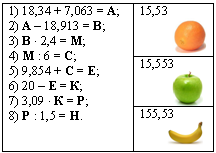 1) 18,34 + 7,063 = А;
2) А – 18,913 = В;
3) В · 2,4 = М;
4) М : 6 = С;
5) 9,854 + С = Е;
6) 20 – Е = К;
7) 3,09 · К = Р;
8) Р : 1,5 = Н.
15,53
15,553
155,53